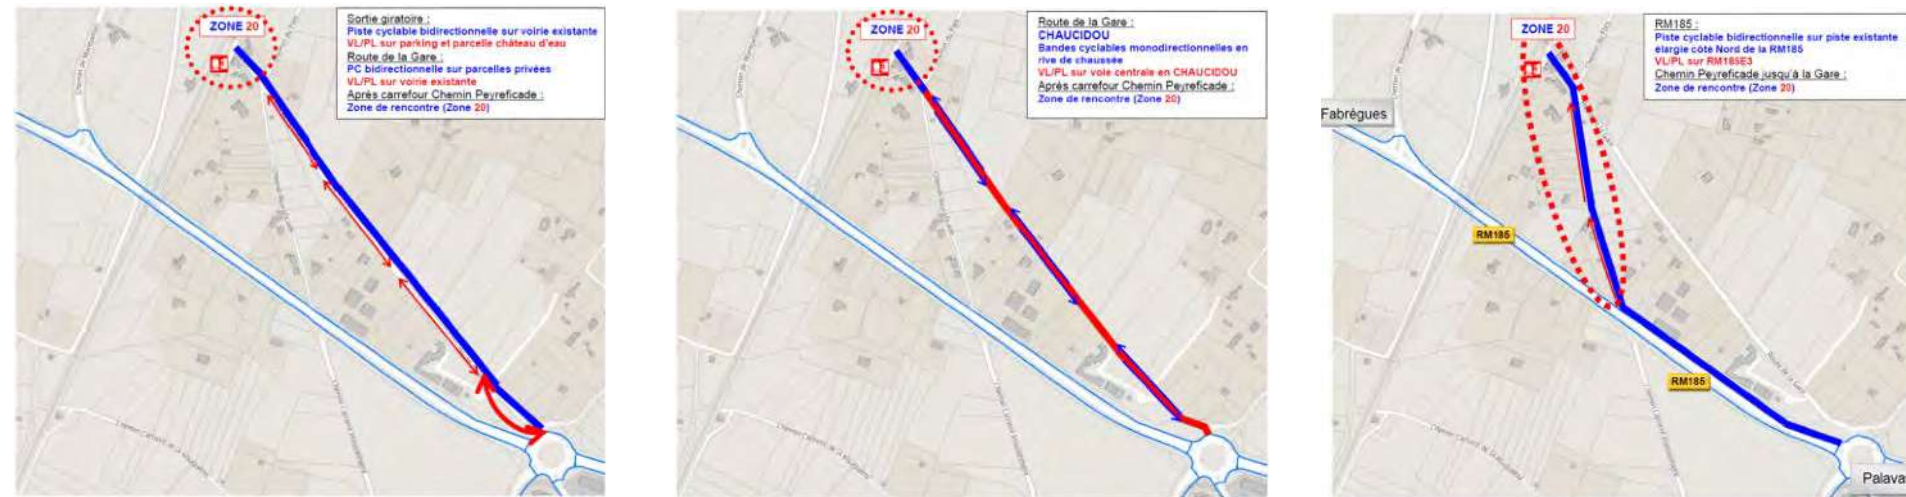 ZONE 20
Sortie giratoire :
Piste cyclable bidirectionnelle sur voirie existante
VL/PL sur parking et parcelle château d'eau
Route de la Gare :
PC bidirectionnelle sur parcelles privées
VL/PL sur voirie existante
Après carrefour Chemin Peyreficade :
Zone de rencontre (Zone 20)
ZONE 20
Route de la Gare :
CHAUCIDOU
Bandes cyclables monodirectionnelles en
rive de chaussée
VL/PL sur voie centrale en CHAUCIDOU
Après carrefour Chemin Peyreficade :
Zone de rencontre (Zone 20)
ZONE 20
RM185 :
Piste cyclable bidirectionnelle sur piste existante
élargie côté Nord de la RM185
VL/PL sur RM185E3
Chemin Peyreficade jusqu'à la Gare :
Zone de rencontre (Zone 20)
Fabrègues
RM185
RM185
Route de la Gare
Palava